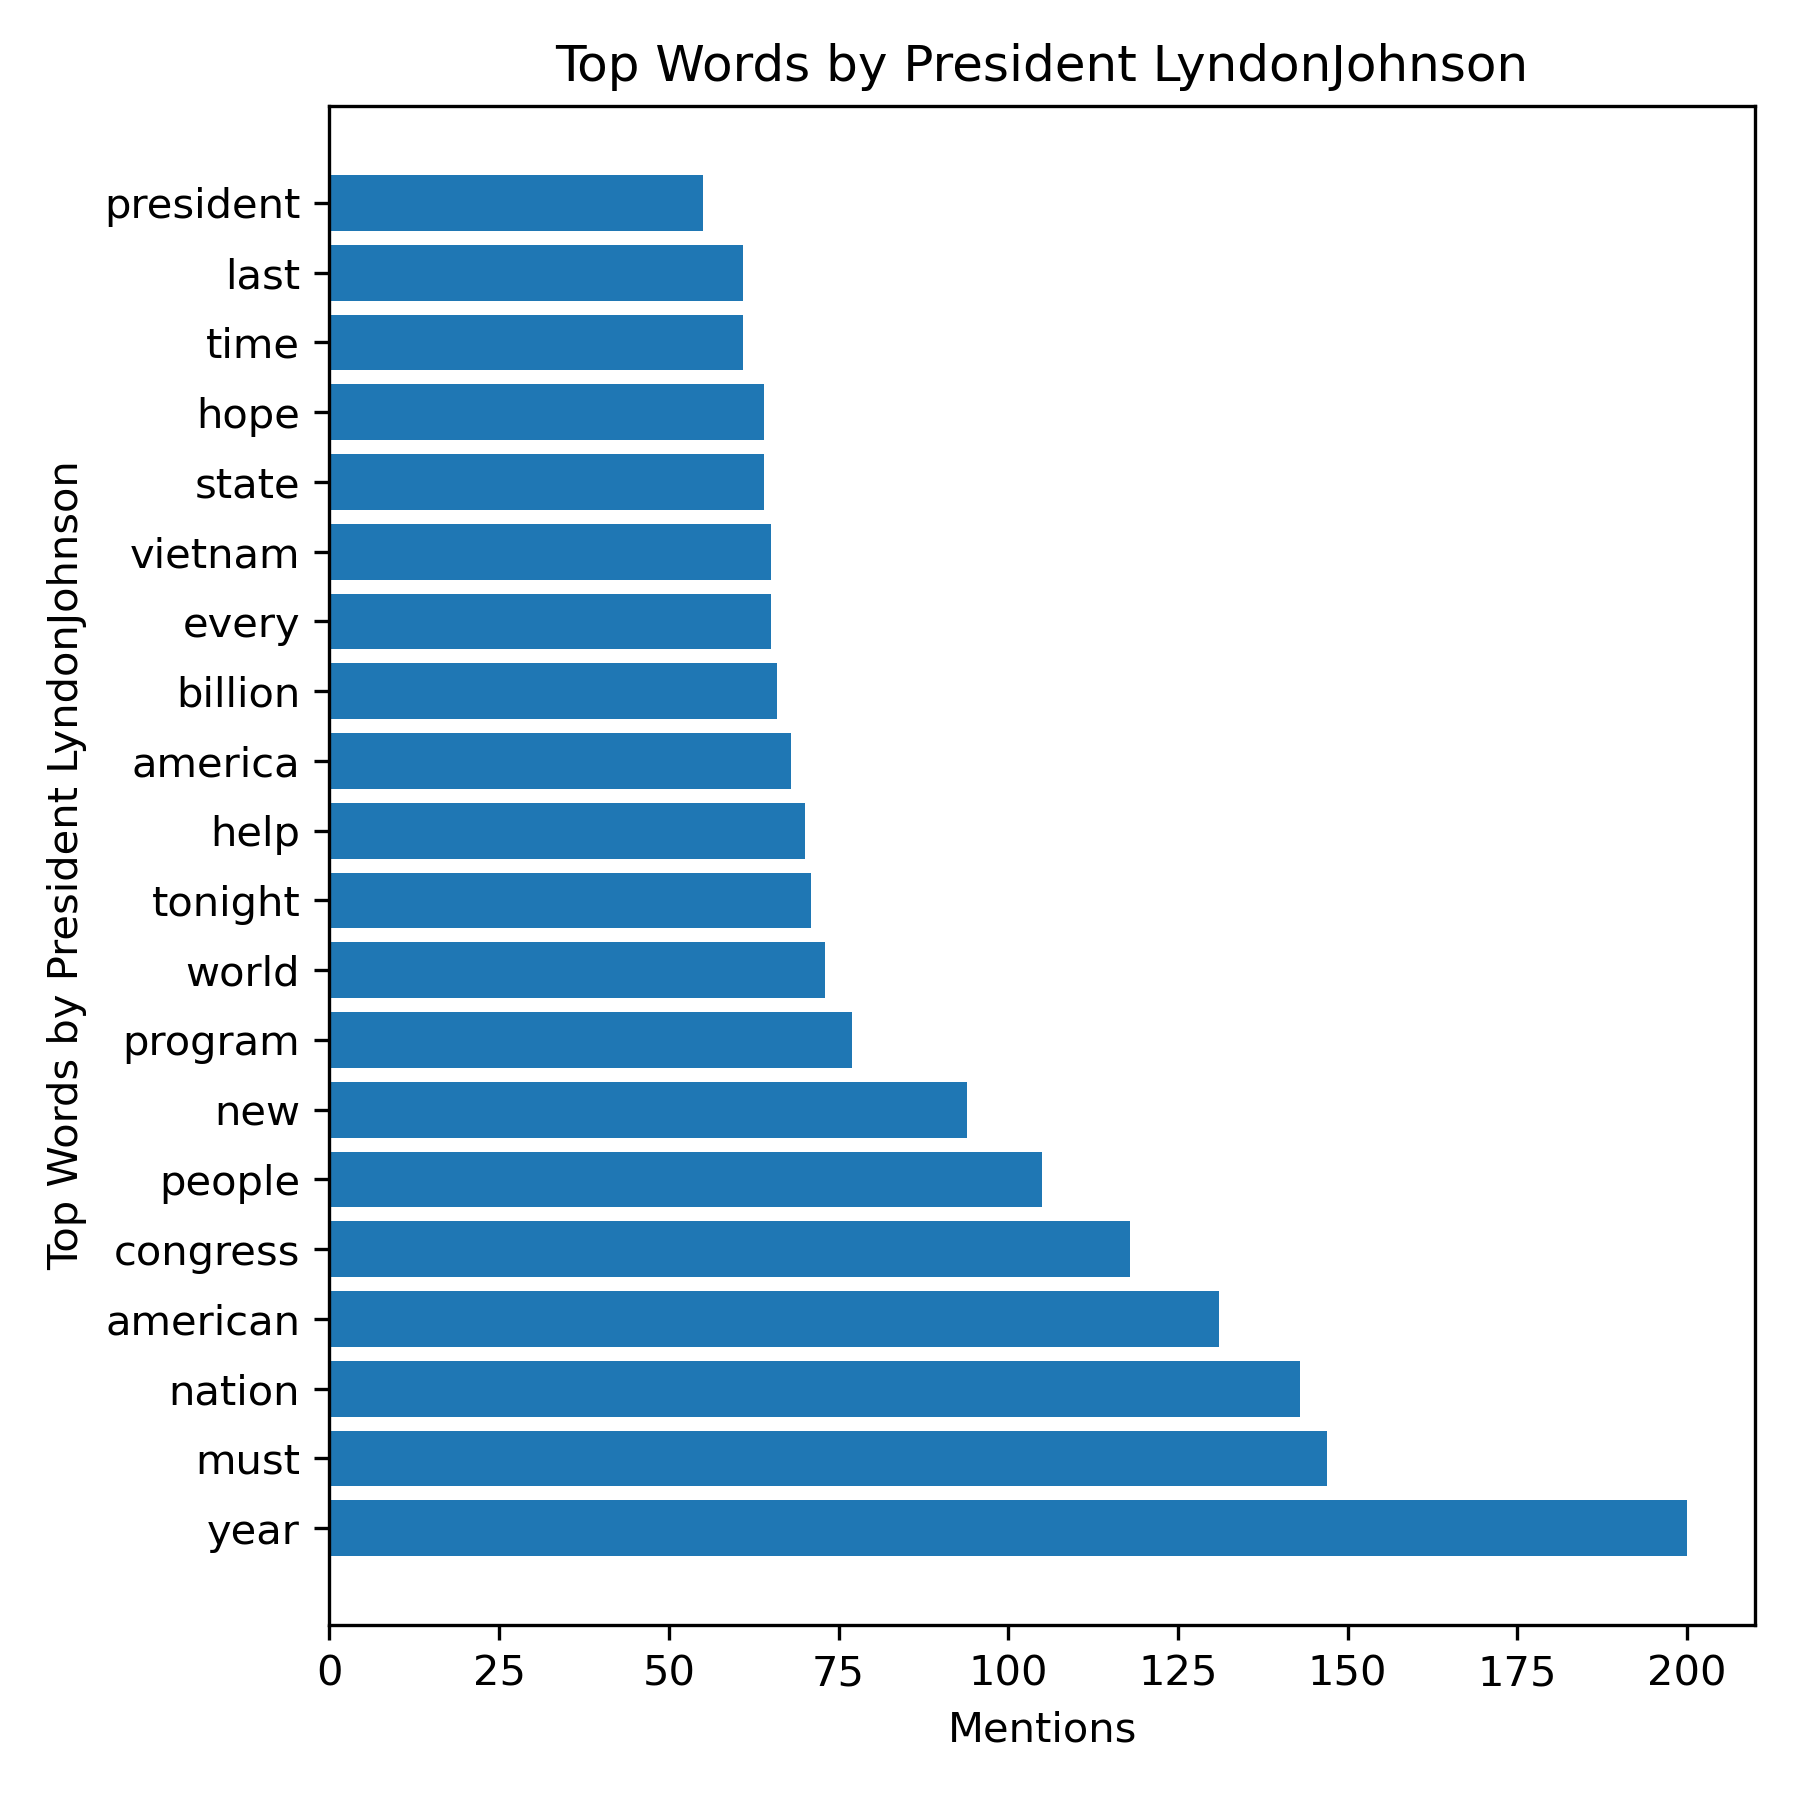 Top Words by President LyndonJohnson
Top Words by President LyndonJohnson
president
last
time
hope
state
vietnam
every
billion
america
help
tonight
world
program
new
people
congress
american
nation
must
year
0 25 50 75 100 125 150 175 200
Mentions